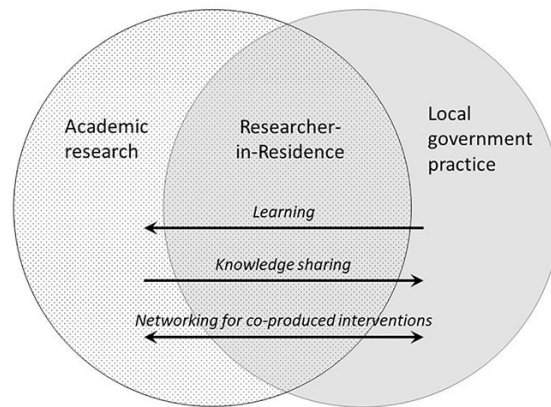 Academic
research
Researcher-
in-Residence
Local
government
practice
Learning
Knowledge sharing
Networking for co-produced interventions